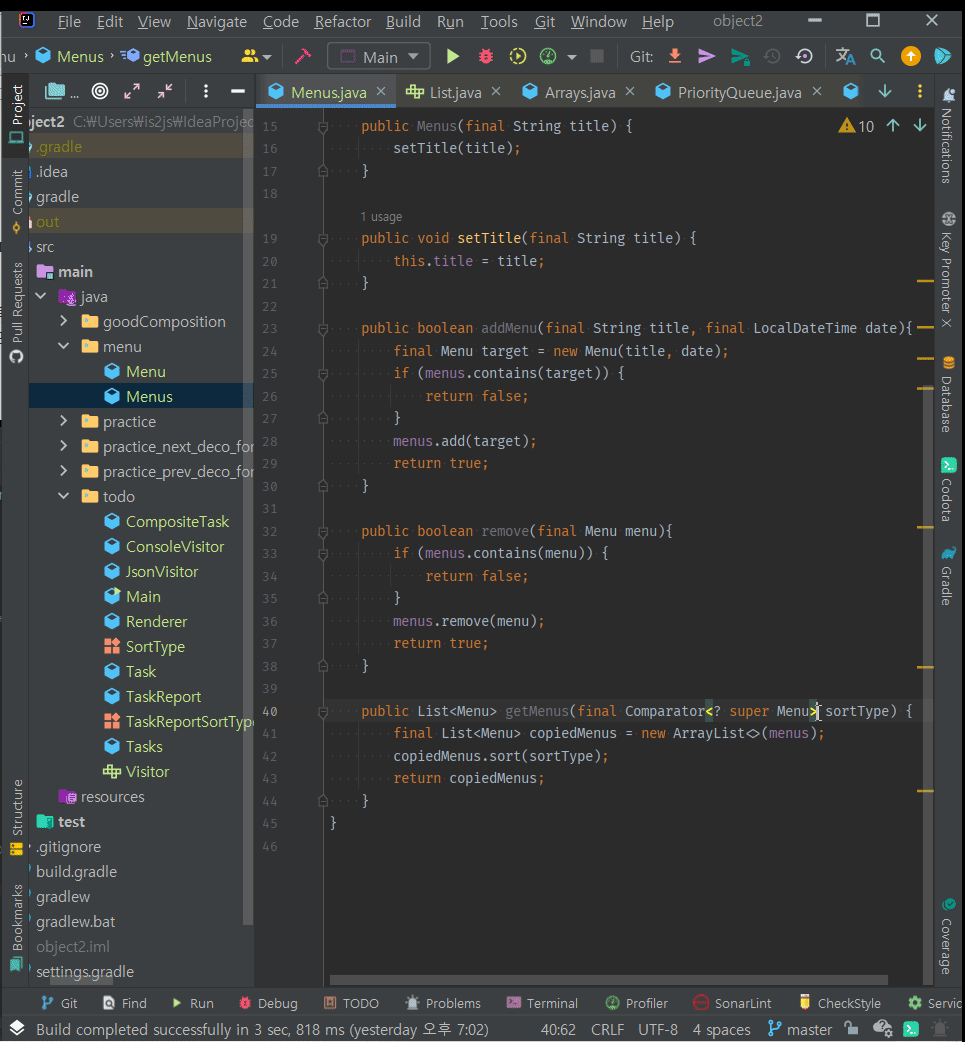 File Edit View Navigate Code Refactor Build Run Tools Git Window Help object2
nu Menus getMenus Main Git:
Project
Commit
Pull Requests
Structure
Bookmarks
...
ject2 C:₩Users₩is2js₩IdeaProjec
.gradle
.idea
gradle
out
src
main
java
goodComposition
menu
Menu
Menus
practice
practice_next_deco_for
practice_prev_deco_for
todo
CompositeTask
ConsoleVisitor
JsonVisitor
Main
Renderer
SortType
Task
TaskReport
TaskReportSortType
Tasks
Visitor
resources
test
.gitignore
build.gradle
gradlew
gradlew.bat
object2.iml
settings.gradle
Menus.java List.java Arrays.java PriorityQueue.java
10
15 public Menus(final String title) {
16 setTitle(title);
17 }
18
1 usage
19 public void setTitle(final String title) {
20 this.title = title;
21 }
22
23 public boolean addMenu(final String title, final LocalDateTime date){
24 final Menu target = new Menu(title, date);
25 if (menus.contains(target)) {
26 return false;
27 }
28 menus.add(target);
29 return true;
30 }
31
32 public boolean remove(final Menu menu){
33 if (menus.contains(menu)) {
34 return false;
35 }
36 menus.remove(menu);
37 return true;
38 }
39
40 public List<Menu> getMenus(final Comparator<? super Menu> sortType) {
41 final List<Menu> copiedMenus = new ArrayList<>(menus);
42 copiedMenus.sort(sortType);
43 return copiedMenus;
44 }
45 }
46
Notifications
Key Promoter X
Database
Codota
Gradle
Coverage
Git Find Run Debug TODO Problems Terminal Profiler SonarLint CheckStyle Servic
Build completed successfully in 3 sec, 818 ms (yesterday 오후 7:02) 40:62 CRLF UTF-8 4 spaces master